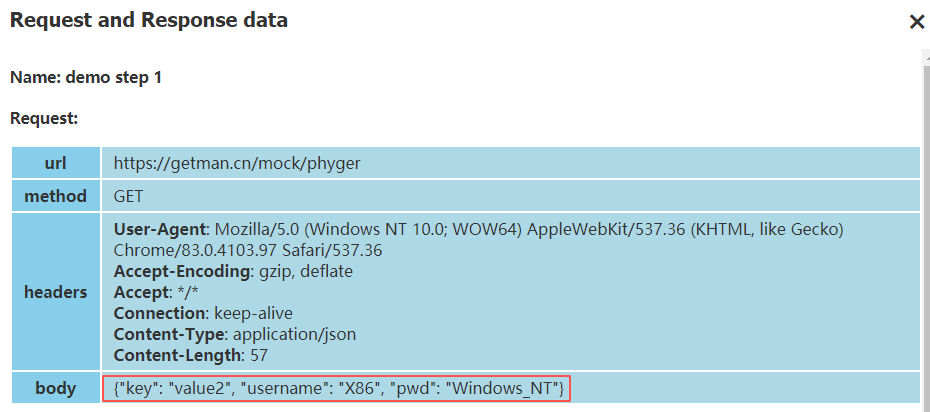 Request and Response data
Name: demo step 1
Request:
url https://getman.cn/mock/phyger
method GET
headers User-Agent: Mozilla/5.0 (Windows NT 10.0; WOW64) AppleWebKit/537.36 (KHTML, like Gecko)
Chrome/83.0.4103.97 Safari/537.36
Accept-Encoding: gzip, deflate
Accept: */*
Connection: keep-alive
Content-Type: application/json
Content-Length: 57
body {"key": "value2", "username": "X86", "pwd": "Windows_NT"}